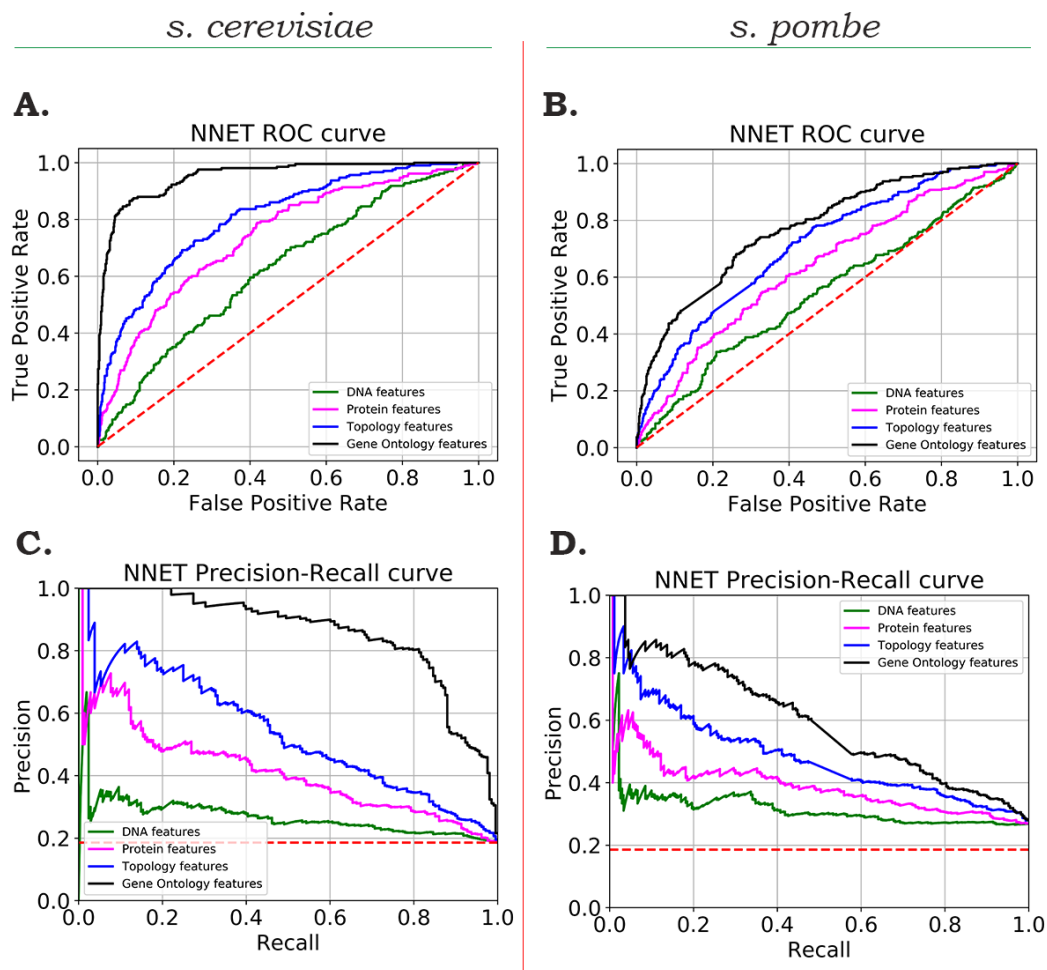 s. cerevisiae
s. pombe
A.
NNET ROC curve
True Positive Rate
1.0
0.8
0.6
0.4
0.2
0.0
DNA features
Protein features
Topology features
Gene Ontology features
0.0 0.2 0.4 0.6 0.8 1.0
False Positive Rate
B.
NNET ROC curve
True Positive Rate
1.0
0.8
0.6
0.4
0.2
0.0
DNA features
Protein features
Topology features
Gene Ontology features
0.0 0.2 0.4 0.6 0.8 1.0
False Positive Rate
C.
NNET Precision-Recall curve
Precision
1.0
0.8
0.6
0.4
0.2
0.0
DNA features
Protein features
Topology features
Gene Ontology features
0.0 0.2 0.4 0.6 0.8 1.0
Recall
D.
NNET Precision-Recall curve
Precision
1.0
0.8
0.6
0.4
0.2
0.0
DNA features
Protein features
Topology features
Gene Ontology features
0.0 0.2 0.4 0.6 0.8 1.0
Recall